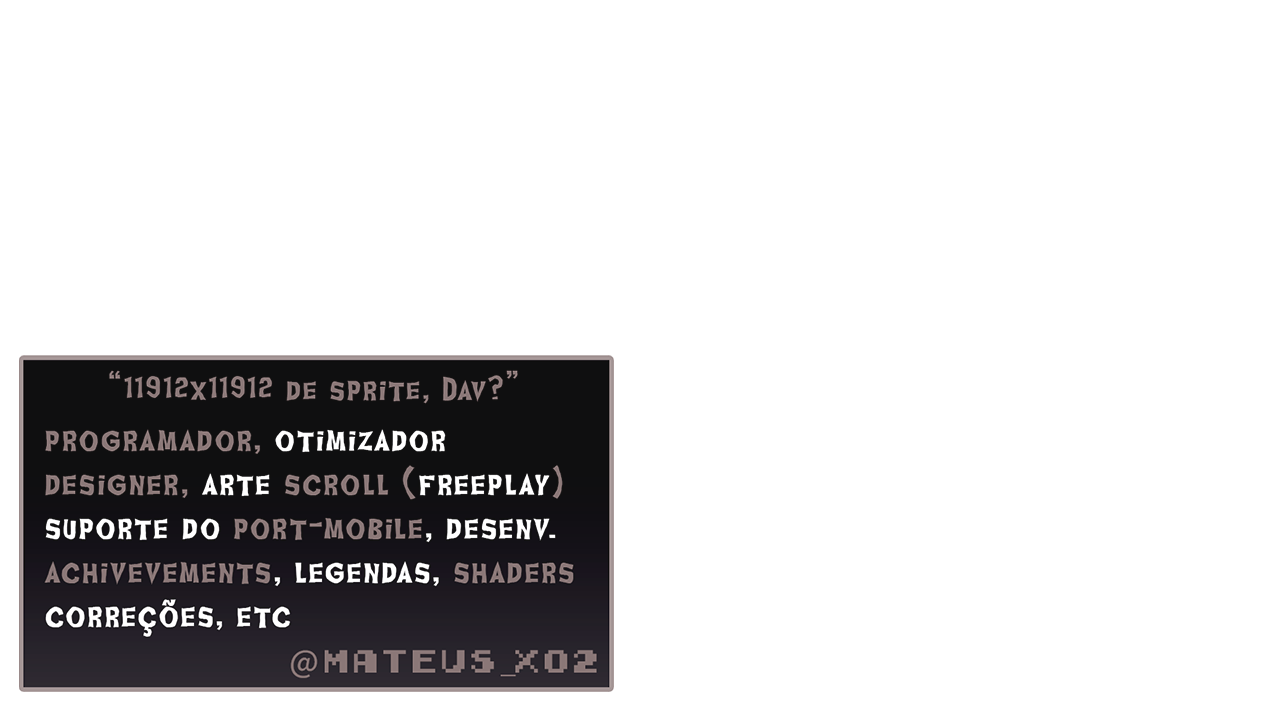 “11912x11912 DE SPRiTE, DAV?”
PROGRAMADOR, OTiMiZADOR
DESiGNER, ARTE SCROLL (FREEPLAY)
SUPORTE DO PORT-MOBiLE, DESENV.
ACHiVEVEMENTS, LEGENDAS, SHADERS
CORREÇÕES, ETC
@MATEUS_X02